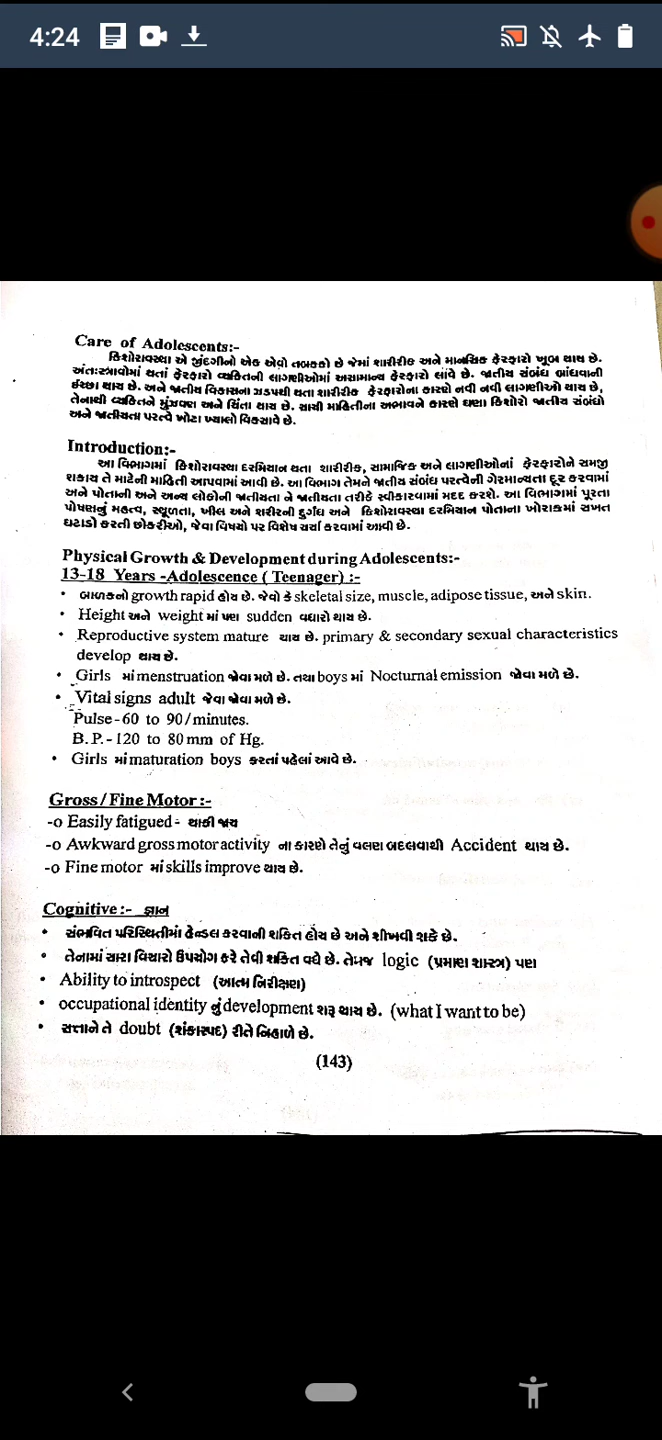 4:24
Care of Adolescents:-
કિશોરાવસ્થા એ જીંદગીનો એક એવો તબક્કો છે જેમાં શારીરીક અને માનસિક ફેરફારો ખુબ થાય છે.
અંતઃસ્ત્રાવોમાં થતાં ફેરફારો વ્યકિતની લાગણીઓમાં અસામાન્ય ફેરફારો લાવે છે. જાતીય સંબંધ બાંધવાની
ઈચ્છા થાય છે. અને જાતીય વિકાસના ઝડપથી થતા શારીરીક ફેરફારોના કારણે નવી નવી લાગણીઓ થાય છે,
તેનાથી વ્યકિતને મુંઝવણ અને ચિંતા થાય છે. સાચી માહિતીના અભાવને કારણે ઘણા કિશોરો જાતીય સંબંધો
અને જાતીયતા પરત્વે ખોટા ખ્યાલો વિકસાવે છે.
Introduction:-
આ વિભાગમાં કિશોરાવસ્થા દરમિયાન થતા શારીરીક, સામાજિક અને લાગણીઓનાં ફેરફારોને સમજી
શકાય તે માટેની માહિતી આપવામાં આવી છે. આ વિભાગ તેમને જાતીય સંબંધ પરત્વેની ગેરમાન્યતા દૂર કરવામાં
અને પોતાની અને અન્ય લોકોની જાતીયતા ને જાતીયતા તરીકે સ્વીકારવામાં મદદ કરશે. આ વિભાગમાં પૂરતા
પોષણનું મહત્વ, સ્થૂળતા, ખીલ અને શરીરની દુર્ગંધ અને કિશોરાવસ્થા દરમિયાન પોતાના ખોરાકમાં સખત
ઘટાડો કરતી છોકરીઓ, જેવા વિષયો પર વિશેષ ચર્ચા કરવામાં આવી છે.
Physical Growth & Development during Adolescents:-
13-18 Years -Adolescence ( Teenager) :-
• બાળકનો growth rapid હોય છે. જેવો કે skeletal size, muscle, adipose tissue, અને skin.
• Height અને weight માં પણ sudden વધારો થાય છે.
• Reproductive system mature થાય છે. primary & secondary sexual characteristics
develop થાય છે.
• Girls માં menstruation જોવા મળે છે. તથા boys માં Nocturnal emission જોવા મળે છે.
• Vital signs adult જેવા જોવા મળે છે.
Pulse-60 to 90/minutes.
B.P.-120 to 80mm of Hg.
• Girls માં maturation boys કરતાં પહેલાં આવે છે.
Gross/Fine Motor:-
-o Easily fatigued - થાકી જાય
-o Awkward gross motor activity ના કારણે તેનું વલણ બદલવાથી Accident થાય છે.
-o Fine motor માં skills improve થાય છે.
Cognitive:- જ્ઞાન
• સંભવિત પરિસ્થિતીમાં હેન્ડલ કરવાની શકિત હોય છે અને શીખવી શકે છે.
• તેનામાં સારા વિચારો ઉપયોગ કરે તેવી શકિત વધે છે. તેમજ logic (પ્રમાણ શાસ્ત્ર) પણ
• Ability to introspect (આત્મ નિરીક્ષણ)
• occupational identity નું development શરૂ થાય છે. (what I want to be)
• સત્તાને તે doubt (શંકાસ્પદ) રીતે નિહાળે છે.
(143)